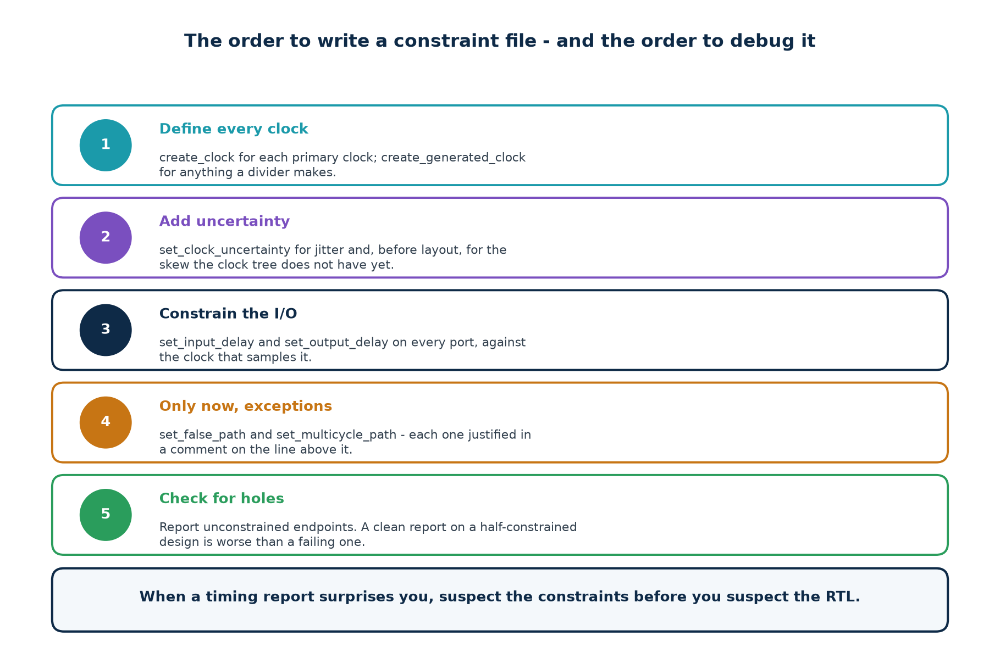 The order to write a constraint file - and the order to debug it
1
Define every clock
create_clock for each primary clock; create_generated_clock
for anything a divider makes.
2
Add uncertainty
set_clock_uncertainty for jitter and, before layout, for the
skew the clock tree does not have yet.
3
Constrain the I/O
set_input_delay and set_output_delay on every port, against
the clock that samples it.
4
Only now, exceptions
set_false_path and set_multicycle_path - each one justified in
a comment on the line above it.
5
Check for holes
Report unconstrained endpoints. A clean report on a half-constrained
design is worse than a failing one.
When a timing report surprises you, suspect the constraints before you suspect the RTL.